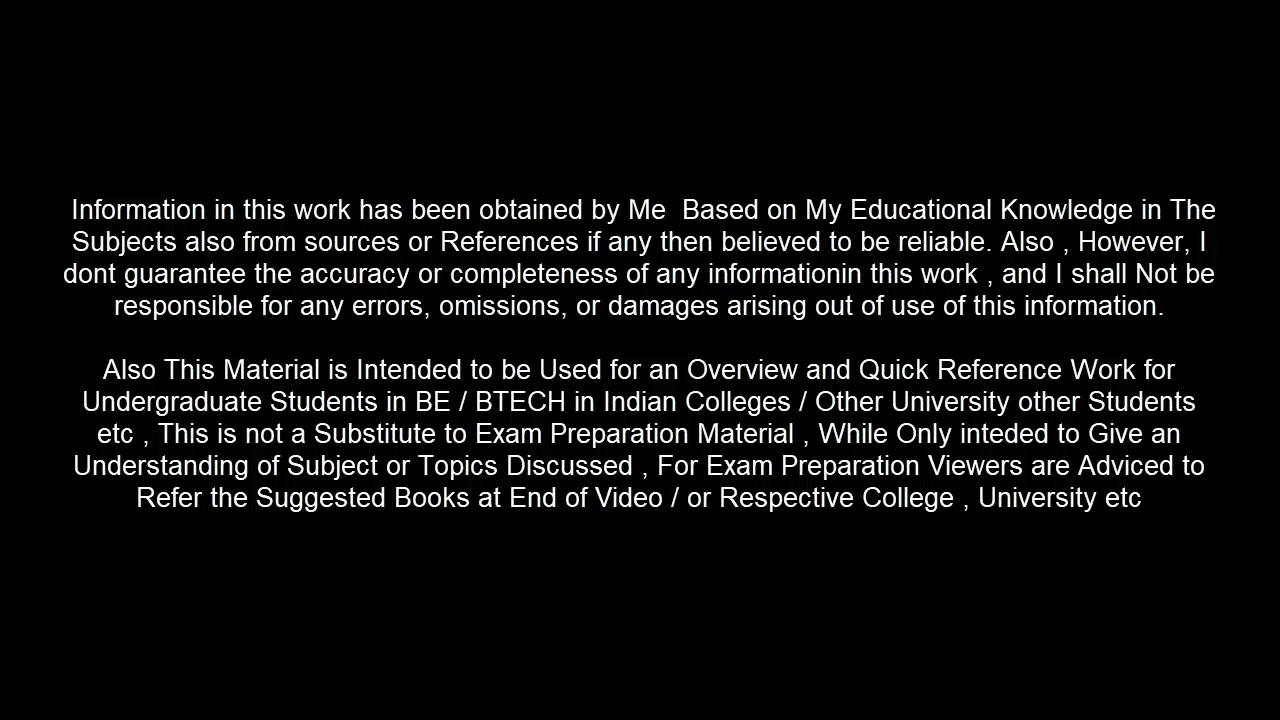 Information in this work has been obtained by Me  Based on My Educational Knowledge in The
Subjects also from sources or References if any then believed to be reliable. Also , However, I
dont guarantee the accuracy or completeness of any informationin this work , and I shall Not be
responsible for any errors, omissions, or damages arising out of use of this information.
Also This Material is Intended to be Used for an Overview and Quick Reference Work for
Undergraduate Students in BE / BTECH in Indian Colleges / Other University other Students
etc , This is not a Substitute to Exam Preparation Material , While Only inteded to Give an
Understanding of Subject or Topics Discussed , For Exam Preparation Viewers are Adviced to
Refer the Suggested Books at End of Video / or Respective College , University etc